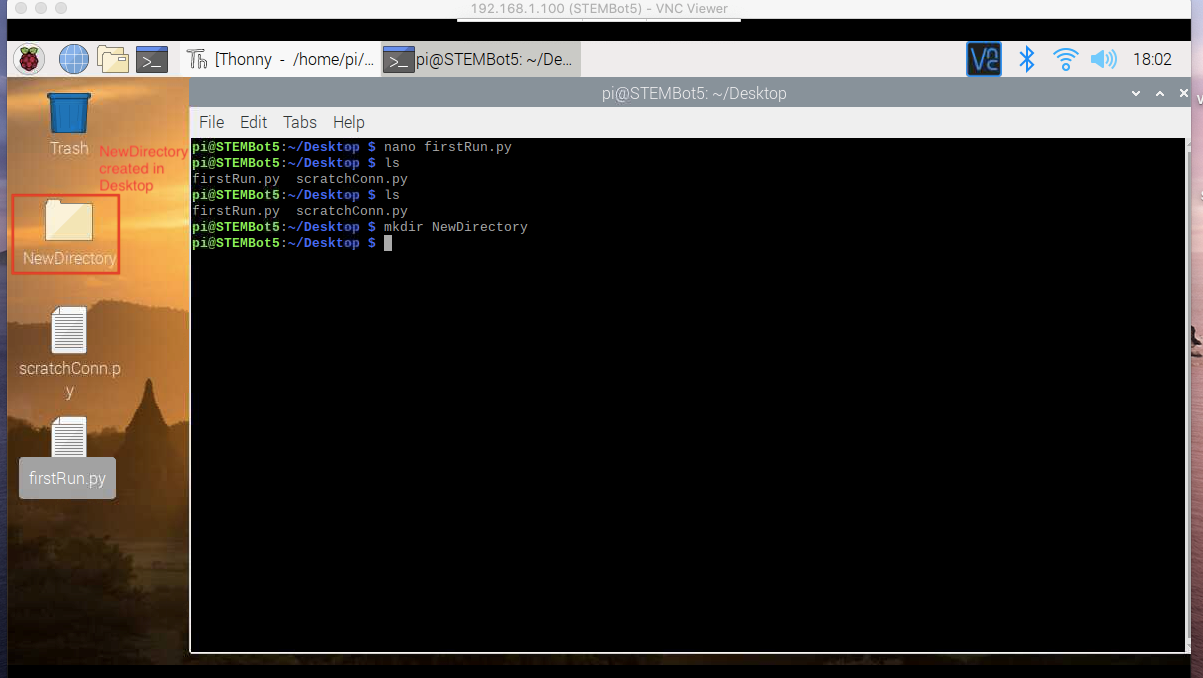 192.168.1.100 (STEMBot5) - VNC Viewer
[Thonny - /home/pi/...
pi@STEMBot5: ~/De...
18:02
pi@STEMBot5: ~/Desktop
File Edit Tabs Help
pi@STEMBot5:~/Desktop $ nano firstRun.py
pi@STEMBot5:~/Desktop $ ls
firstRun.py  scratchConn.py
pi@STEMBot5:~/Desktop $ ls
firstRun.py  scratchConn.py
pi@STEMBot5:~/Desktop $ mkdir NewDirectory
pi@STEMBot5:~/Desktop $
Trash
NewDirectory
created in
Desktop
NewDirectory
scratchConn.p
y
firstRun.py